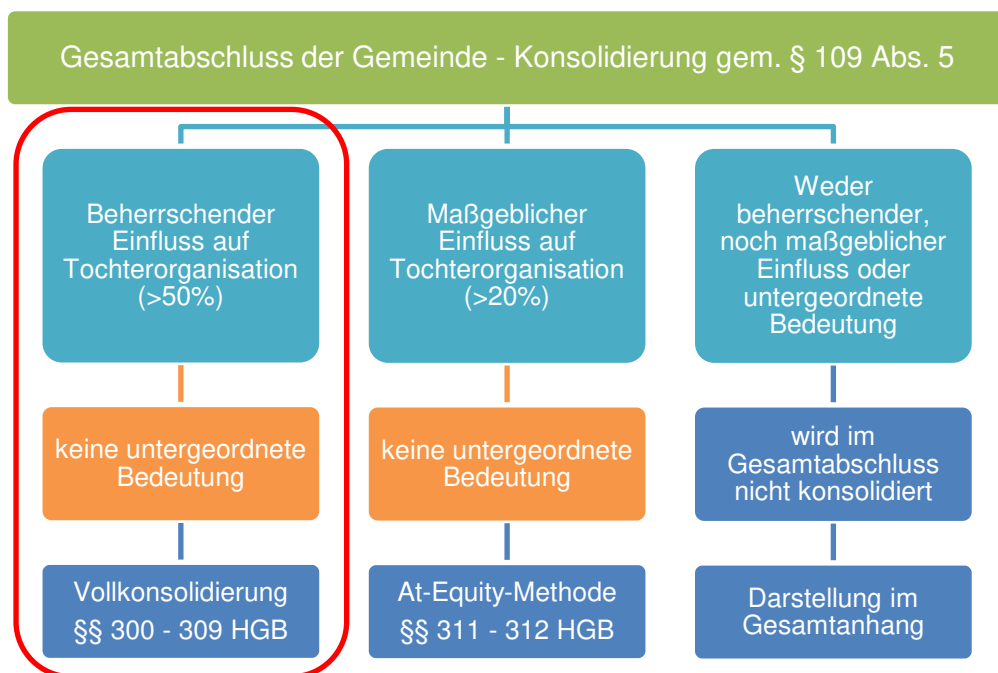 Gesamtabschluss der Gemeinde - Konsolidierung gem. § 109 Abs. 5
Beherrschender
Einfluss auf
Tochterorganisation
(>50%)
keine untergeordnete
Bedeutung
Vollkonsolidierung
§§ 300 - 309 HGB
Maßgeblicher
Einfluss auf
Tochterorganisation
(>20%)
keine untergeordnete
Bedeutung
At-Equity-Methode
§§ 311 - 312 HGB
Weder
beherrschender,
noch maßgeblicher
Einfluss oder
untergeordnete
Bedeutung
wird im
Gesamtabschluss
nicht konsolidiert
Darstellung im
Gesamtanhang